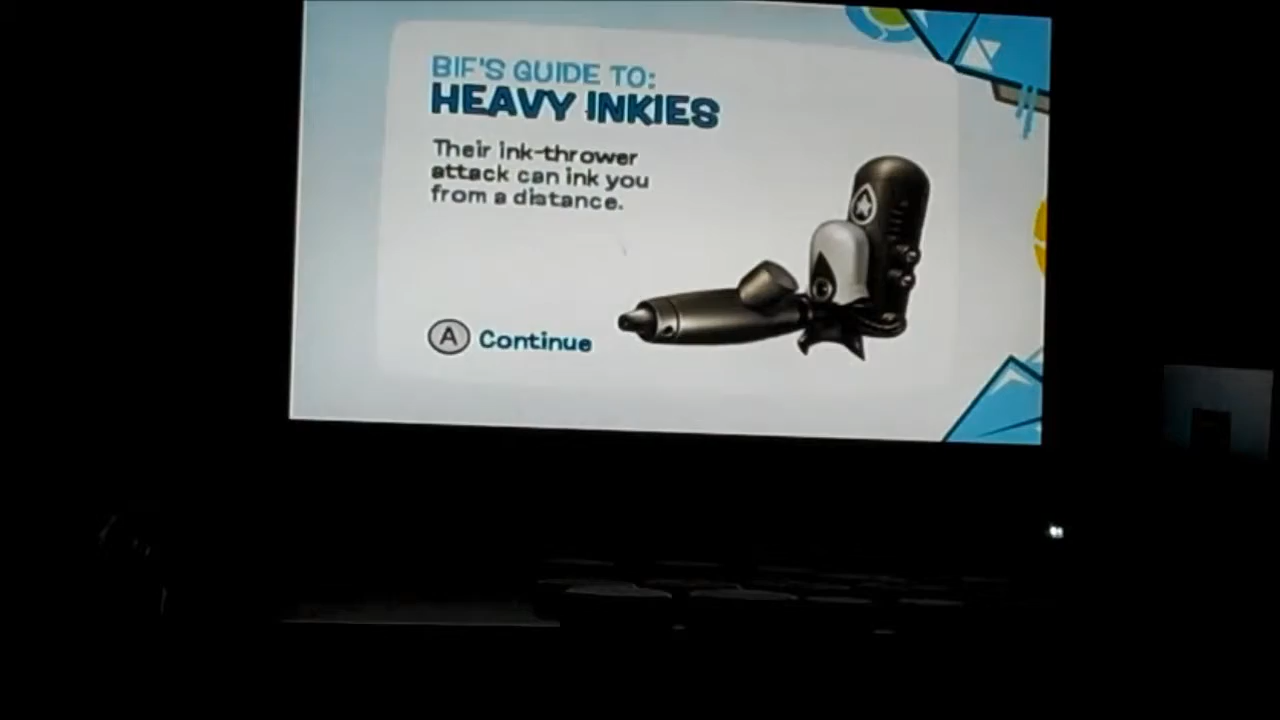 BIF'S GUIDE TO:
HEAVY INKIES
Their ink-thrower
attack can ink you
from a distance.
A Continue